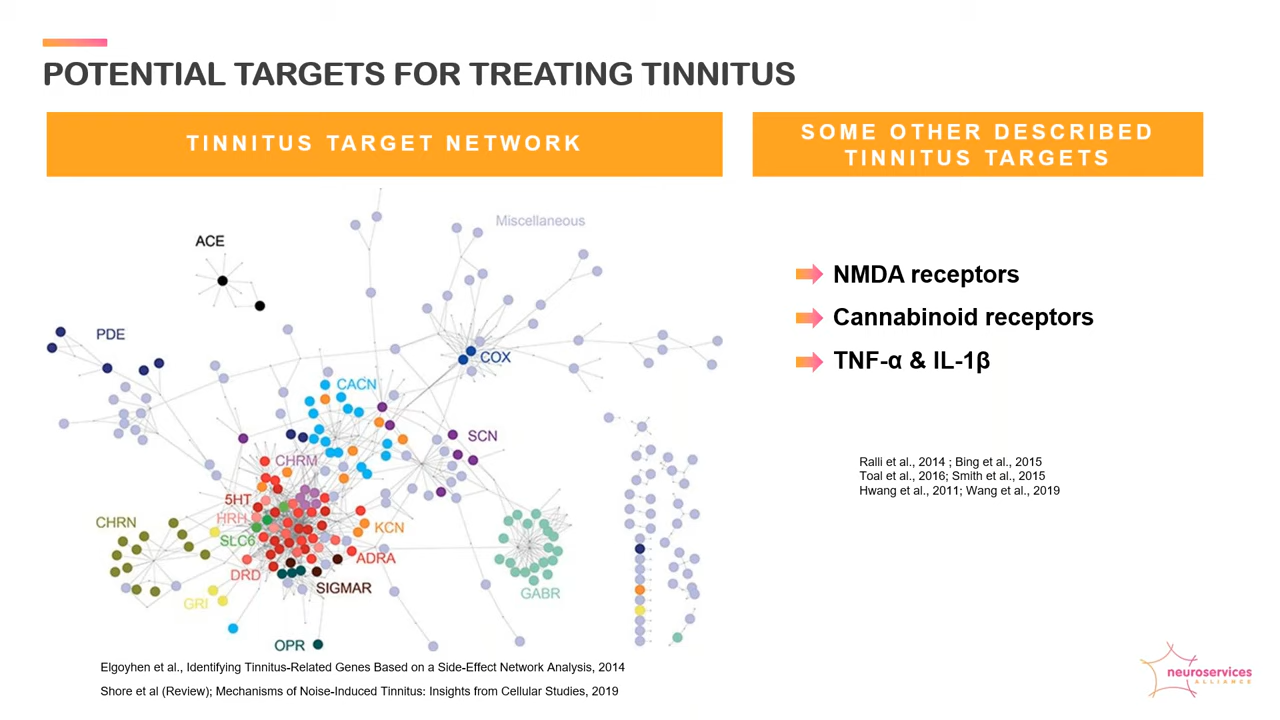 POTENTIAL TARGETS FOR TREATING TINNITUS
TINNITUS TARGET NETWORK
SOME OTHER DESCRIBED
TINNITUS TARGETS
Miscellaneous
ACE
PDE
COX
CACN
SCN
CHRM
5HT
HRH
CHRN
SLC6
KCN
ADRA
DRD
SIGMAR
GRI
GABR
OPR
NMDA receptors
Cannabinoid receptors
TNF-α & IL-1β
Ralli et al., 2014 ; Bing et al., 2015
Toal et al., 2016; Smith et al., 2015
Hwang et al., 2011; Wang et al., 2019
Elgoyhen et al., Identifying Tinnitus-Related Genes Based on a Side-Effect Network Analysis, 2014
Shore et al (Review); Mechanisms of Noise-Induced Tinnitus: Insights from Cellular Studies, 2019
neuroservices
ALLIANCE